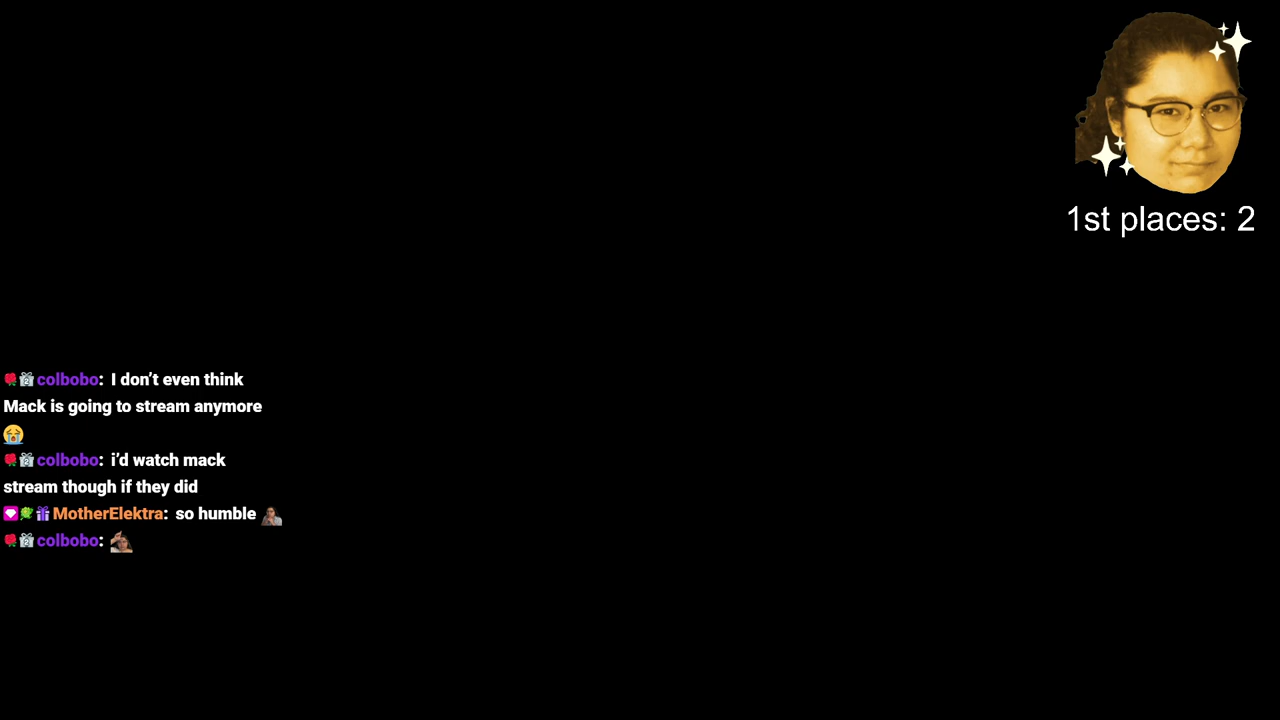 1st places: 2
colbobo: I don't even think
Mack is going to stream anymore
colbobo: i'd watch mack
stream though if they did
MotherElektra: so humble
colbobo: